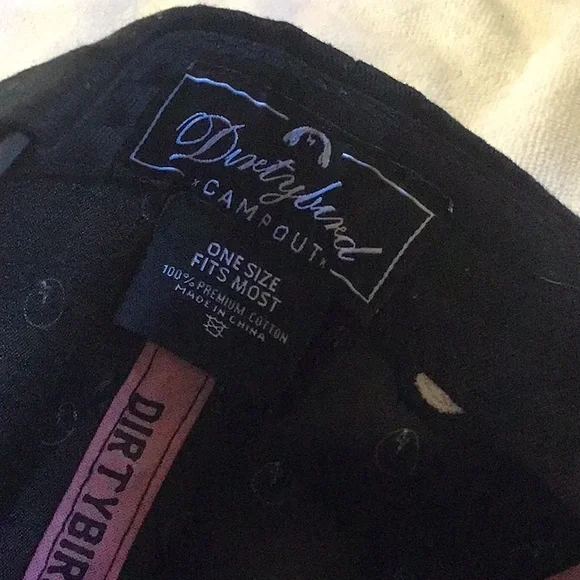 Dirtybird
x CAMPOUT x
ONE SIZE
FITS MOST
100% PREMIUM COTTON
MADE IN CHINA
DIRTYBIR